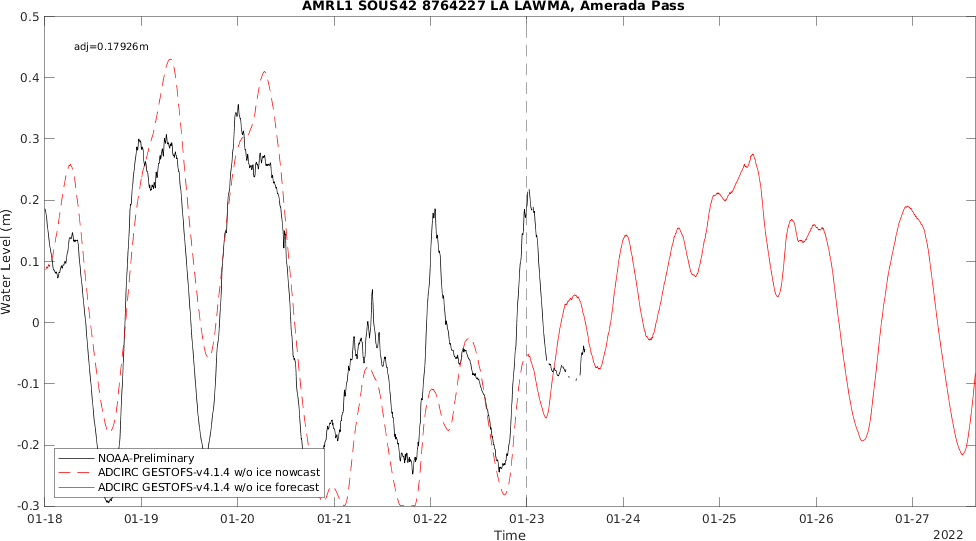 AMRL1 SOUS42 8764227 LA LAWMA, Amerada Pass
adj=0.17926m
0.5
0.4
0.3
0.2
0.1
0
-0.1
-0.2
-0.3
Water Level (m)
NOAA-Preliminary
ADCIRC GESTOFS-v4.1.4 w/o ice nowcast
ADCIRC GESTOFS-v4.1.4 w/o ice forecast
01-18 01-19 01-20 01-21 01-22 01-23 01-24 01-25 01-26 01-27
Time
2022